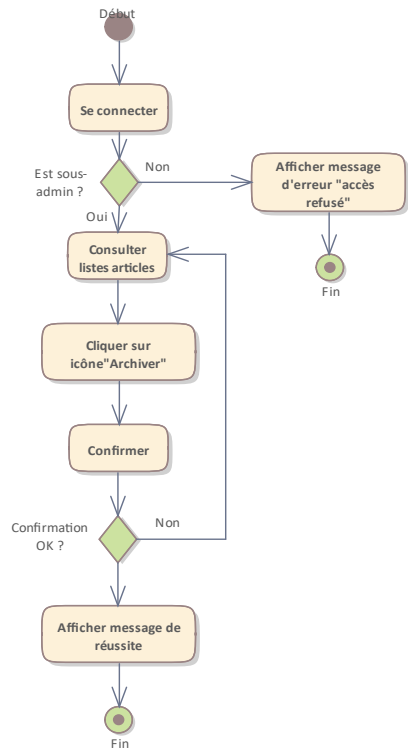 Début
Se connecter
Est sous-
admin ?
Non
Afficher message
d'erreur "accès
refusé"
Oui
Consulter
listes articles
Fin
Cliquer sur
icône"Archiver"
Confirmer
Confirmation
OK ?
Non
Afficher message de
réussite
Fin